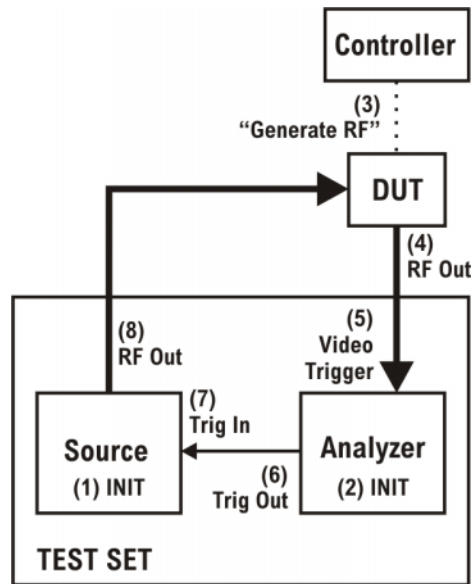 Controller
(3)
“Generate RF”
DUT
(4)
RF Out
(8)
RF Out
(5)
Video
Trigger
(7)
Trig In
Source
(1) INIT
(6)
Trig Out
Analyzer
(2) INIT
TEST SET